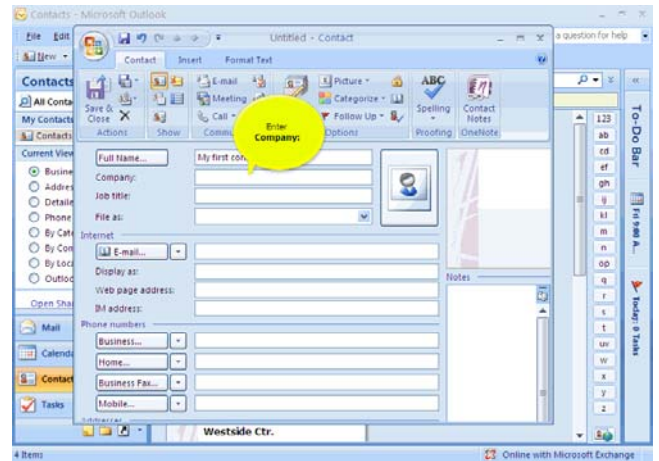 Contacts - Microsoft Outlook
File Edit
a question for help
New
Untitled - Contact
Contact Insert Format Text
Save & Close
E-mail
Meeting
Call
Picture
Categorize
Follow Up
ABC
Spelling
Contact Notes
Actions Show Options Proofing OneNote
Enter
Company:
Contacts
All Conta
My Contacts
Contacts
Current View
Busine
Addres
Detaile
Phone
By Cate
By Com
By Loca
Outloo
Open Shar
Mail
Calenda
Contact
Tasks
Full Name... My first con
Company:
Job title:
File as:
Internet
E-mail...
Display as:
Web page address:
IM address:
Phone numbers
Business...
Home...
Business Fax...
Mobile...
Notes
Westside Ctr.
123
ab
cd
ef
gh
ij
kl
m
n
op
q
r
s
t
uv
w
x
y
z
To-Do Bar
Fri 9:00 A...
Today: 0 Tasks
4 Items
Online with Microsoft Exchange